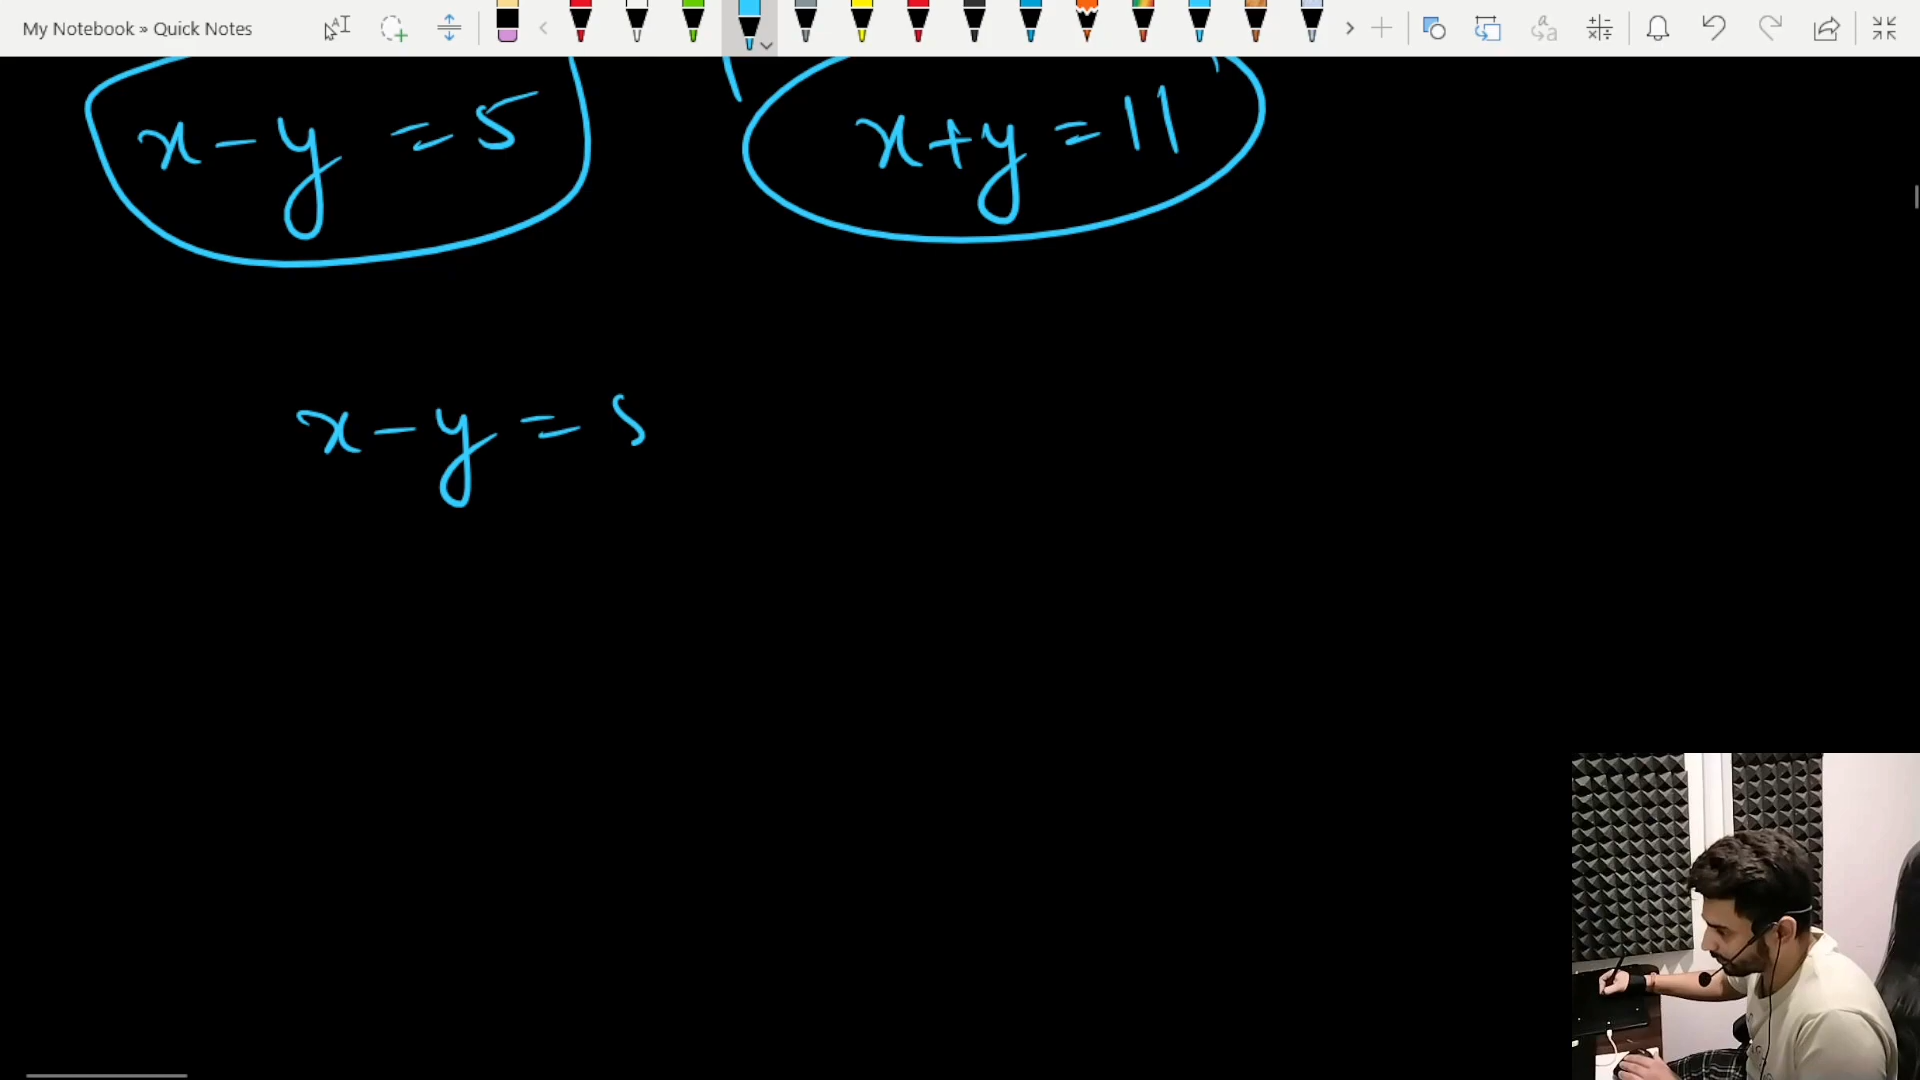 My Notebook » Quick Notes
x - y = 5
x + y = 11
x - y = 5